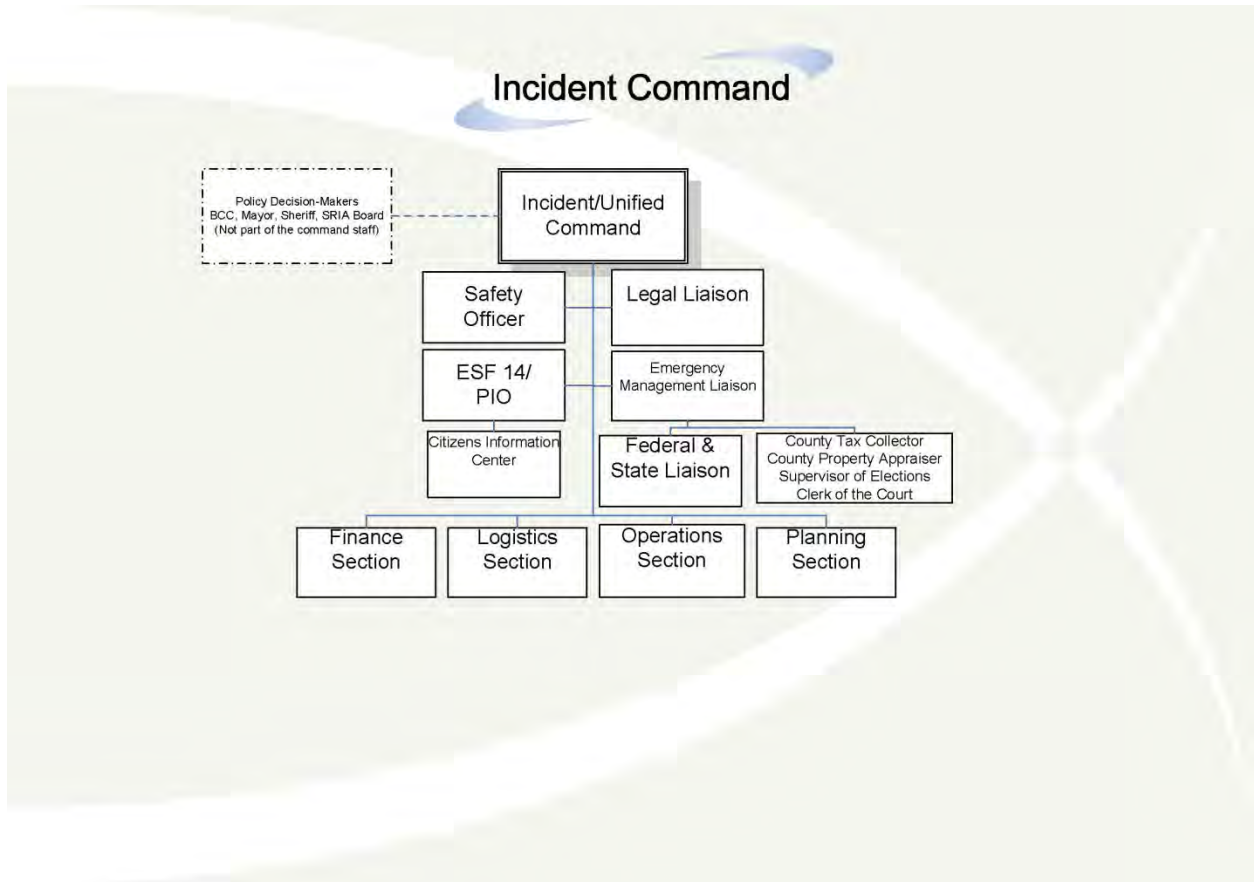 Incident Command
Policy Decision-Makers
BCC, Mayor, Sheriff, SRIA Board
(Not part of the command staff)
Incident/Unified
Command
Safety
Officer
Legal Liaison
ESF 14/
PIO
Emergency
Management Liaison
Citizens Information
Center
Federal &
State Liaison
County Tax Collector
County Property Appraiser
Supervisor of Elections
Clerk of the Court
Finance
Section
Logistics
Section
Operations
Section
Planning
Section